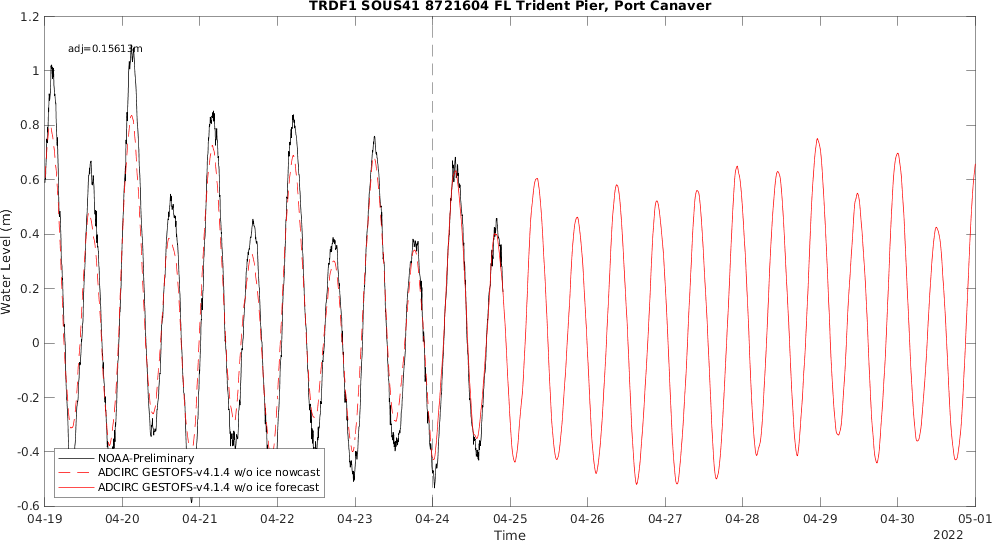 TRDF1 SOUS41 8721604 FL Trident Pier, Port Canaver
adj=0.15613m
Water Level (m)
1.2
1
0.8
0.6
0.4
0.2
0
-0.2
-0.4
-0.6
NOAA-Preliminary
ADCIRC GESTOFS-v4.1.4 w/o ice nowcast
ADCIRC GESTOFS-v4.1.4 w/o ice forecast
04-19 04-20 04-21 04-22 04-23 04-24 04-25 04-26 04-27 04-28 04-29 04-30 05-01
Time
2022